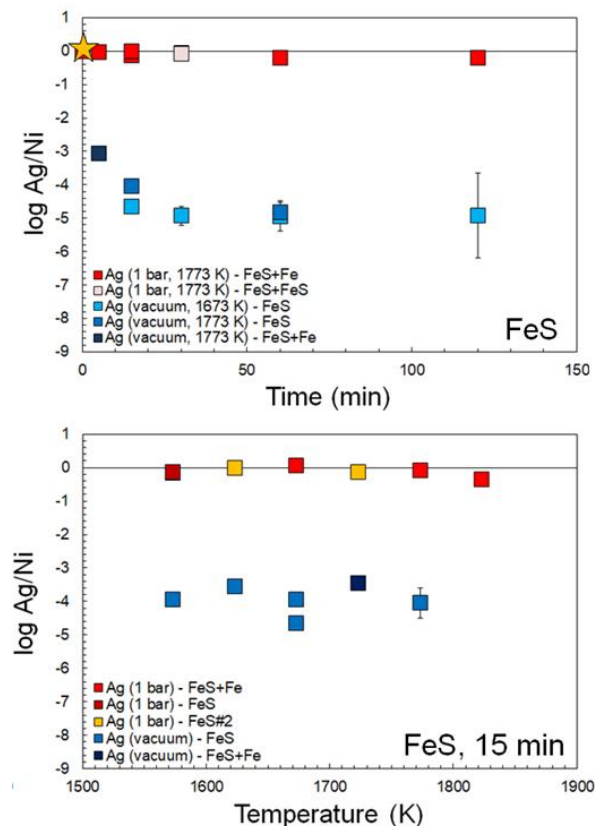 1
0
-1
-2
-3
-4
-5
-6
-7
-8
-9
log Ag/Ni
Ag (1 bar, 1773 K) - FeS+Fe
Ag (1 bar, 1773 K) - FeS+FeS
Ag (vacuum, 1673 K) - FeS
Ag (vacuum, 1773 K) - FeS
Ag (vacuum, 1773 K) - FeS+Fe
FeS
0 50 100 150
Time (min)
1
0
-1
-2
-3
-4
-5
-6
-7
-8
-9
log Ag/Ni
Ag (1 bar) - FeS+Fe
Ag (1 bar) - FeS
Ag (1 bar) - FeS#2
Ag (vacuum) - FeS
Ag (vacuum) - FeS+Fe
FeS, 15 min
1500 1600 1700 1800 1900
Temperature (K)